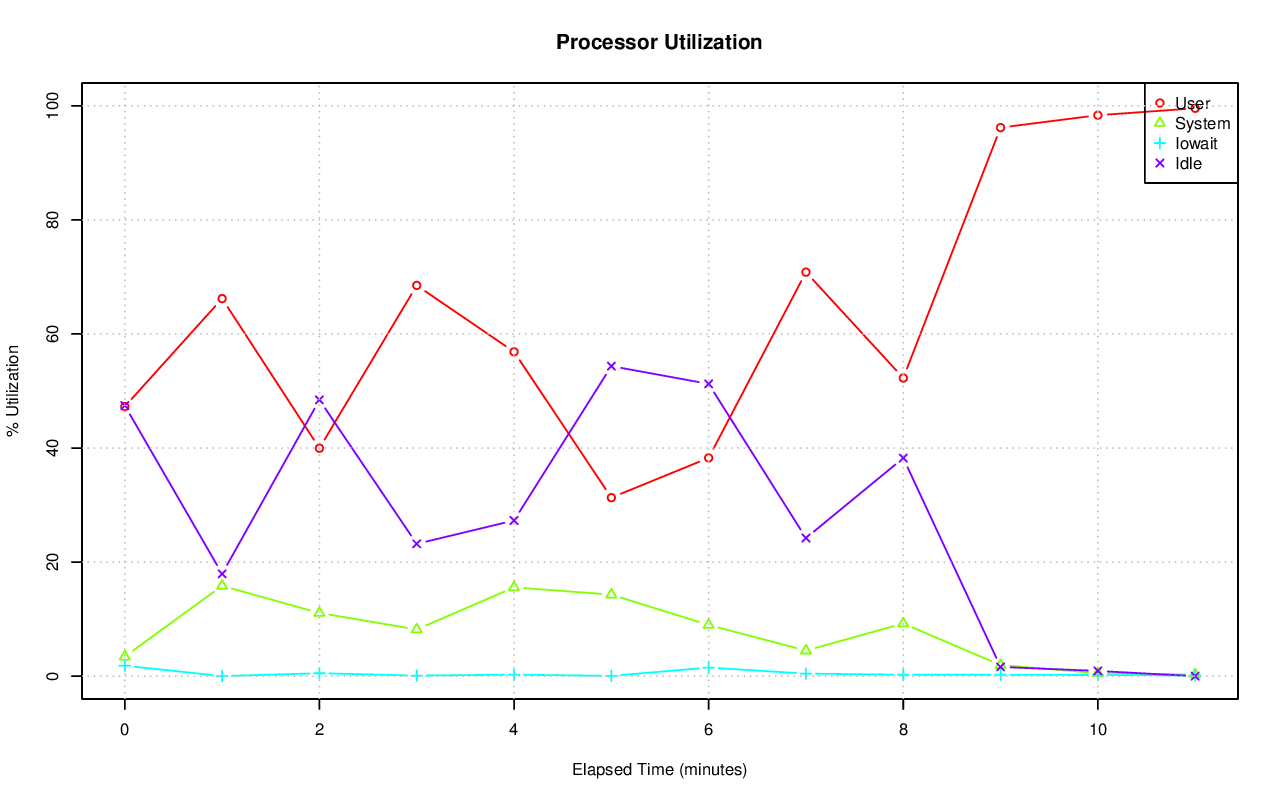 Processor Utilization
% Utilization
100
80
60
40
20
0
User
System
Iowait
Idle
0 2 4 6 8 10
Elapsed Time (minutes)